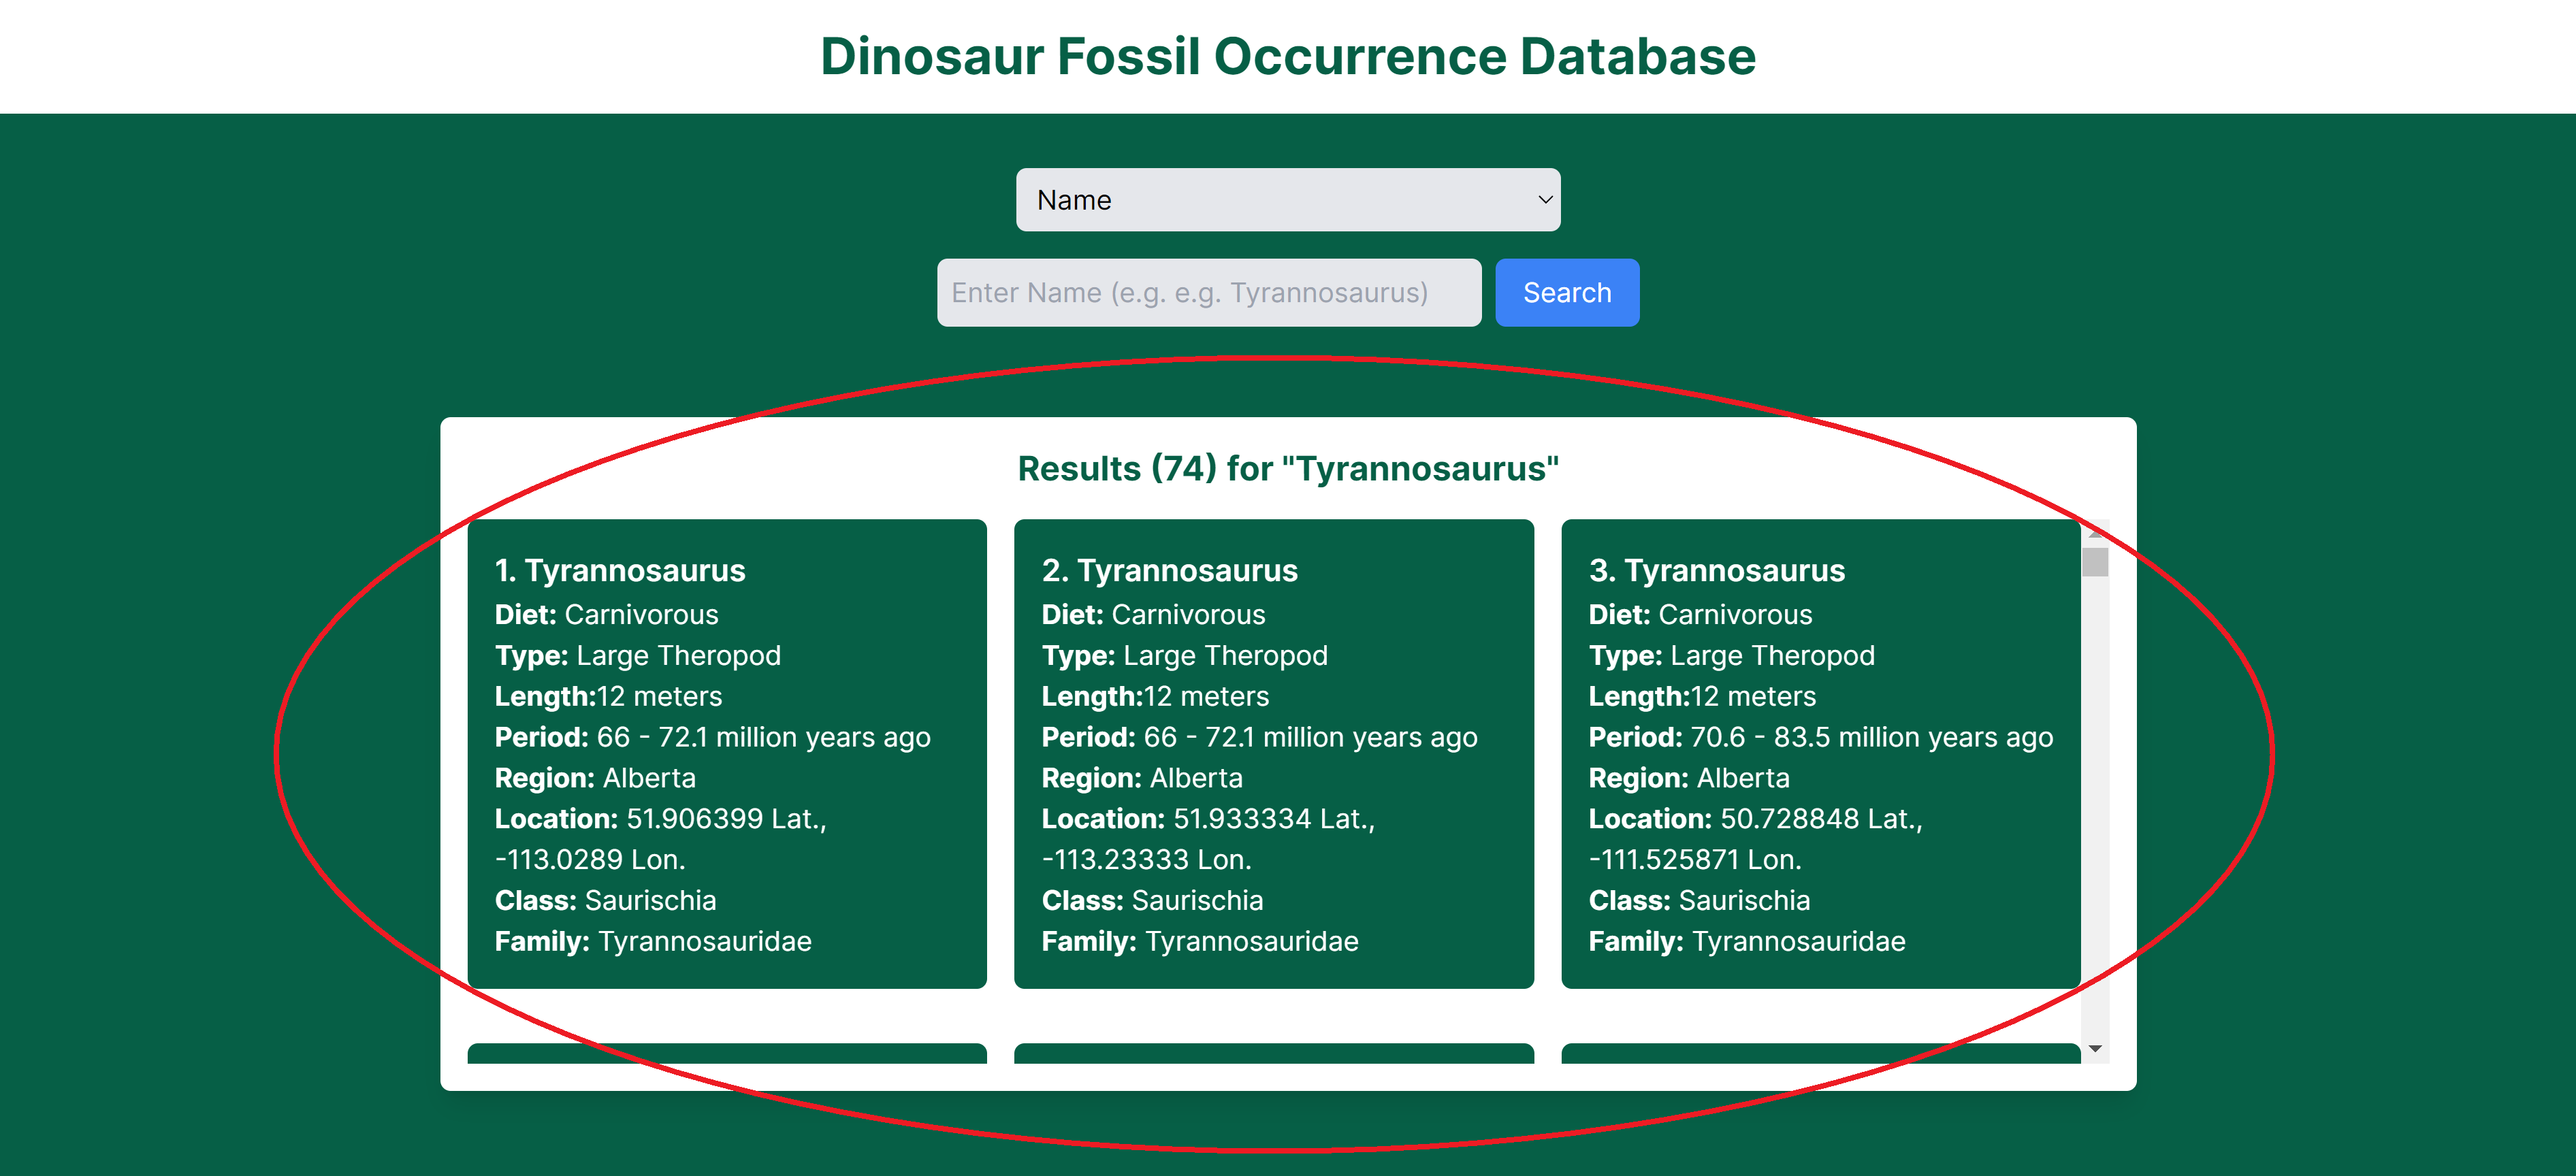 Dinosaur Fossil Occurrence Database
Name
Enter Name (e.g. e.g. Tyrannosaurus)
Search
Results (74) for "Tyrannosaurus"
1. Tyrannosaurus
Diet: Carnivorous
Type: Large Theropod
Length:12 meters
Period: 66 - 72.1 million years ago
Region: Alberta
Location: 51.906399 Lat.,
-113.0289 Lon.
Class: Saurischia
Family: Tyrannosauridae
2. Tyrannosaurus
Diet: Carnivorous
Type: Large Theropod
Length:12 meters
Period: 66 - 72.1 million years ago
Region: Alberta
Location: 51.933334 Lat.,
-113.23333 Lon.
Class: Saurischia
Family: Tyrannosauridae
3. Tyrannosaurus
Diet: Carnivorous
Type: Large Theropod
Length:12 meters
Period: 70.6 - 83.5 million years ago
Region: Alberta
Location: 50.728848 Lat.,
-111.525871 Lon.
Class: Saurischia
Family: Tyrannosauridae